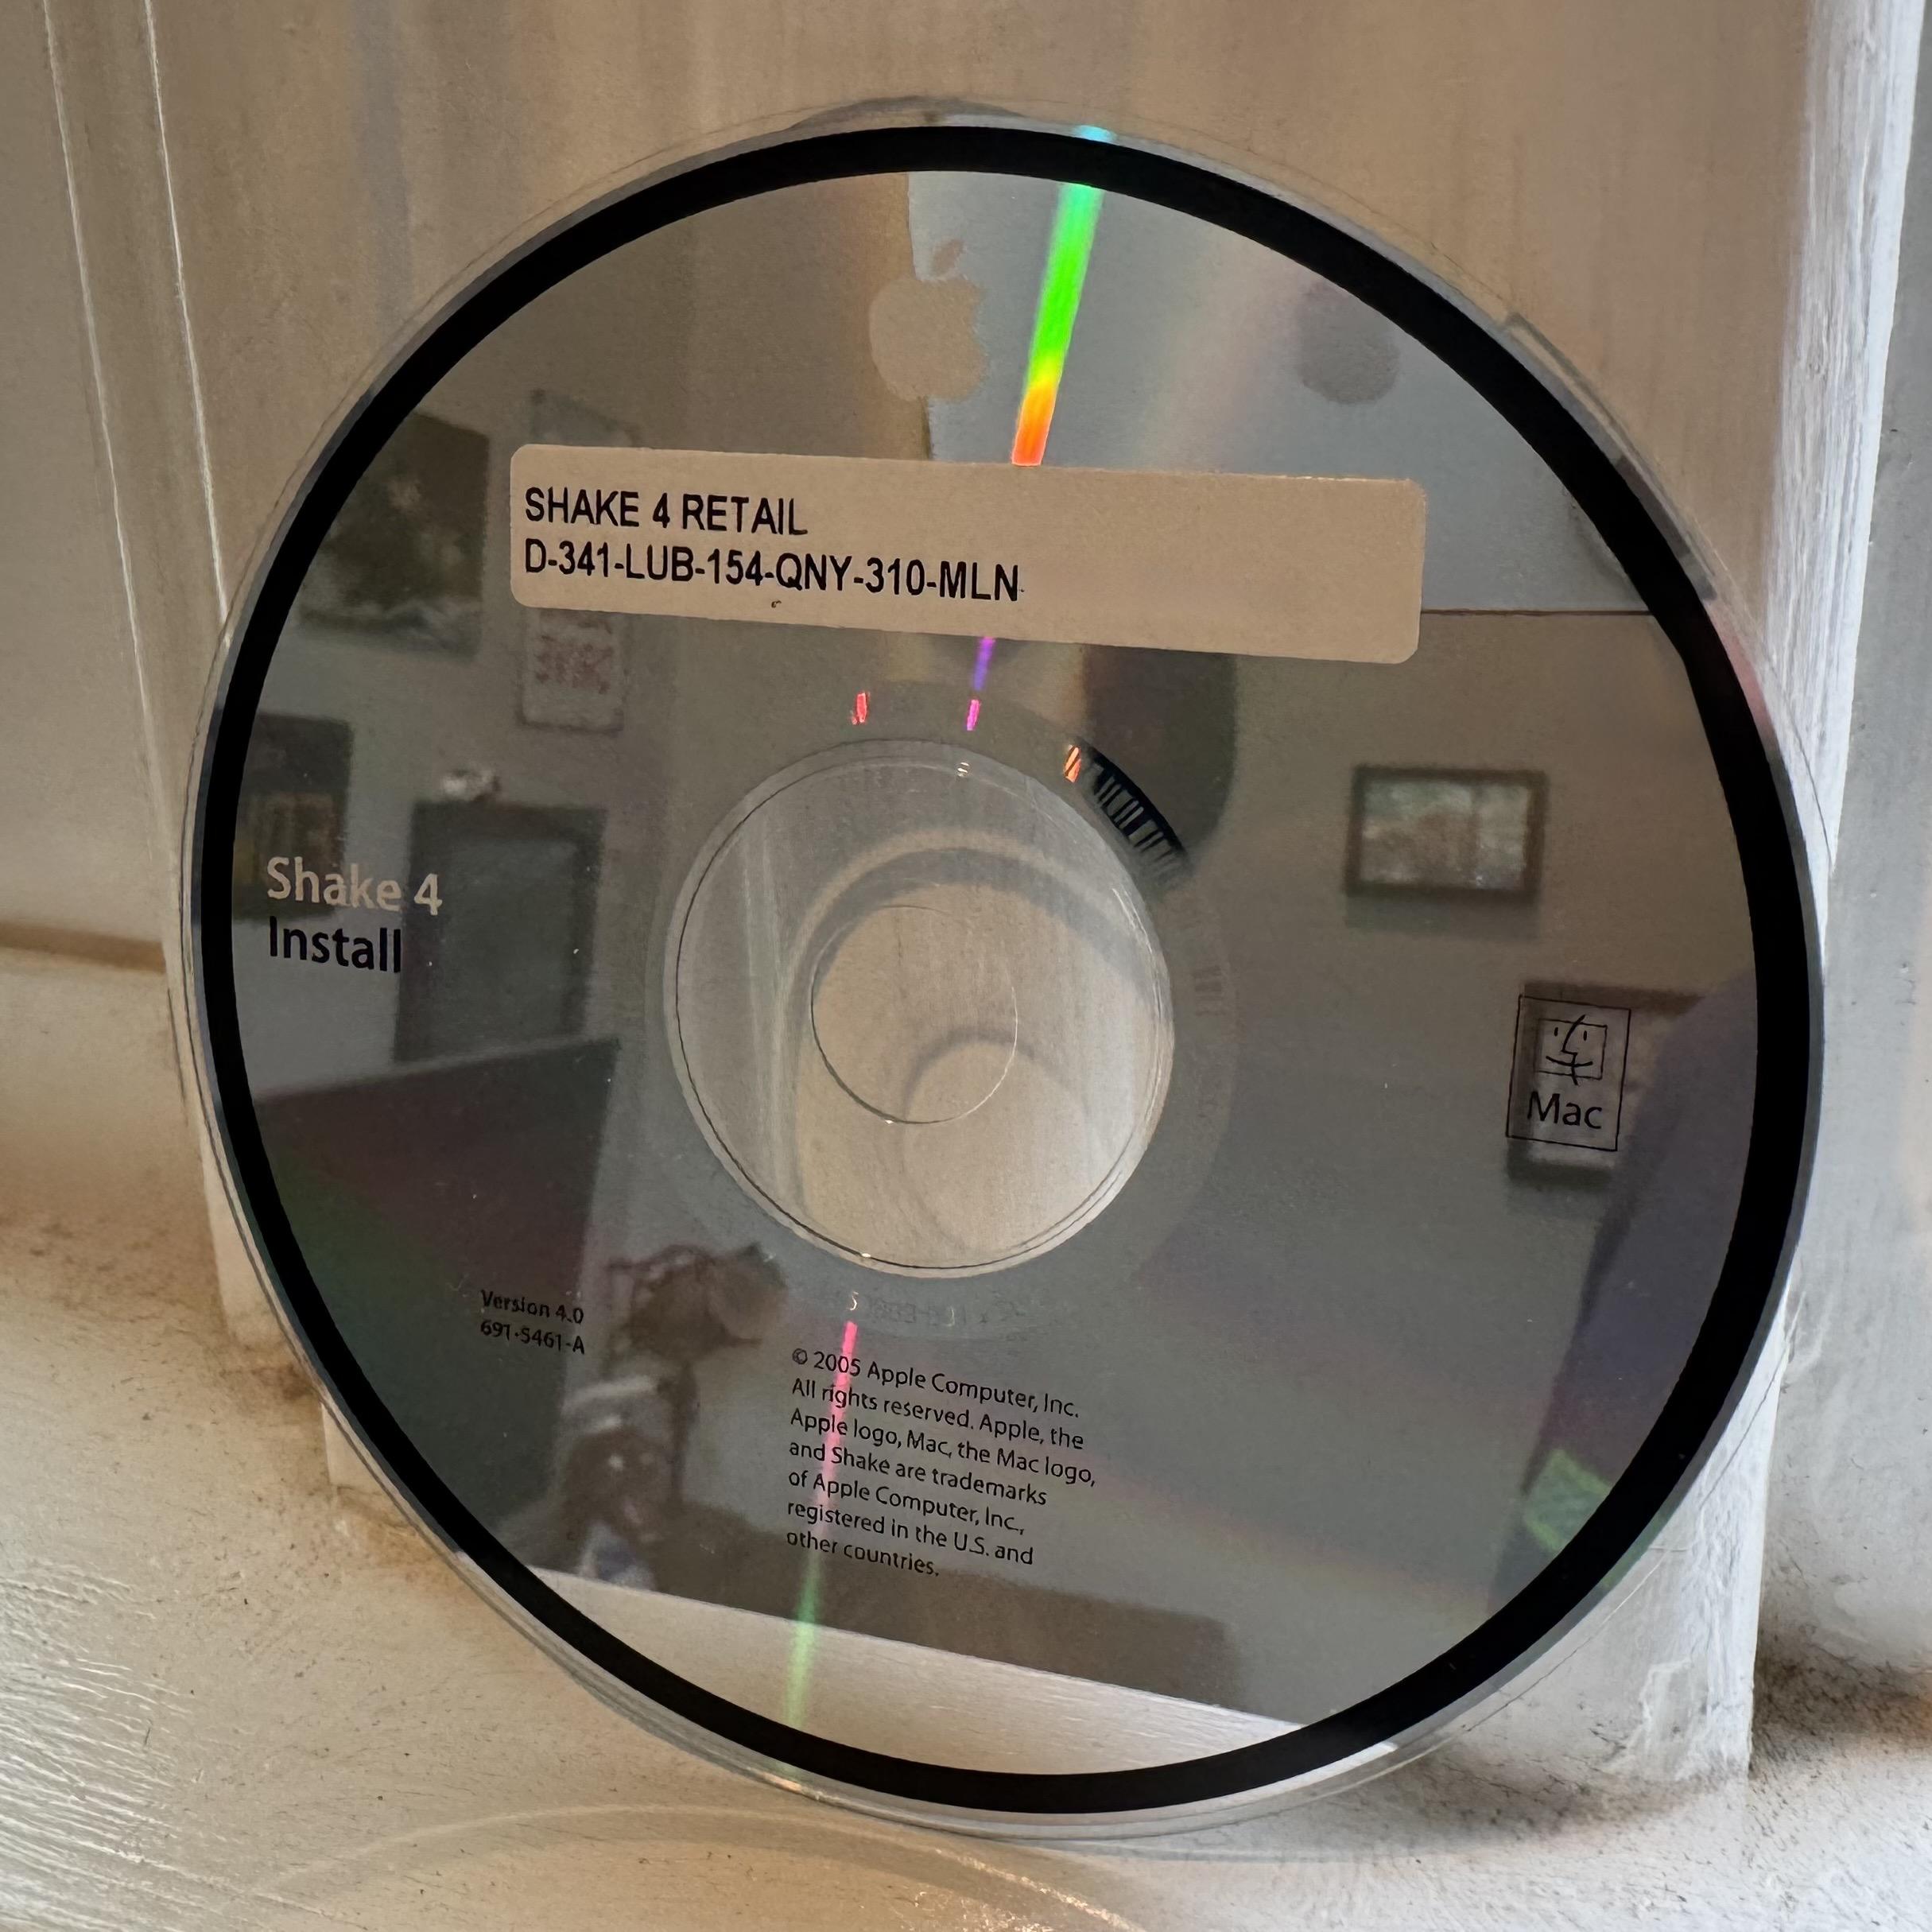 SHAKE 4 RETAIL
D-341-LUB-154-QNY-310-MLN
Shake 4
Install
Mac
Version 4.0
691-5461-A
© 2005 Apple Computer, Inc.
All rights reserved. Apple, the
Apple logo, Mac, the Mac logo,
and Shake are trademarks
of Apple Computer, Inc.,
registered in the U.S. and
other countries.